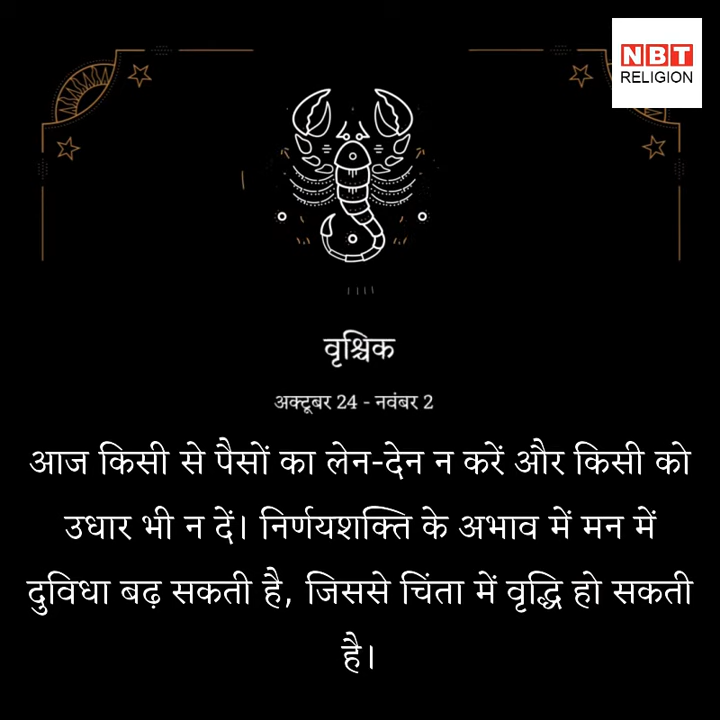 NBT
RELIGION
वृश्चिक
अक्टूबर 24 - नवंबर 2
आज किसी से पैसों का लेन-देन न करें और किसी को
उधार भी न दें। निर्णयशक्ति के अभाव में मन में
दुविधा बढ़ सकती है, जिससे चिंता में वृद्धि हो सकती
है।